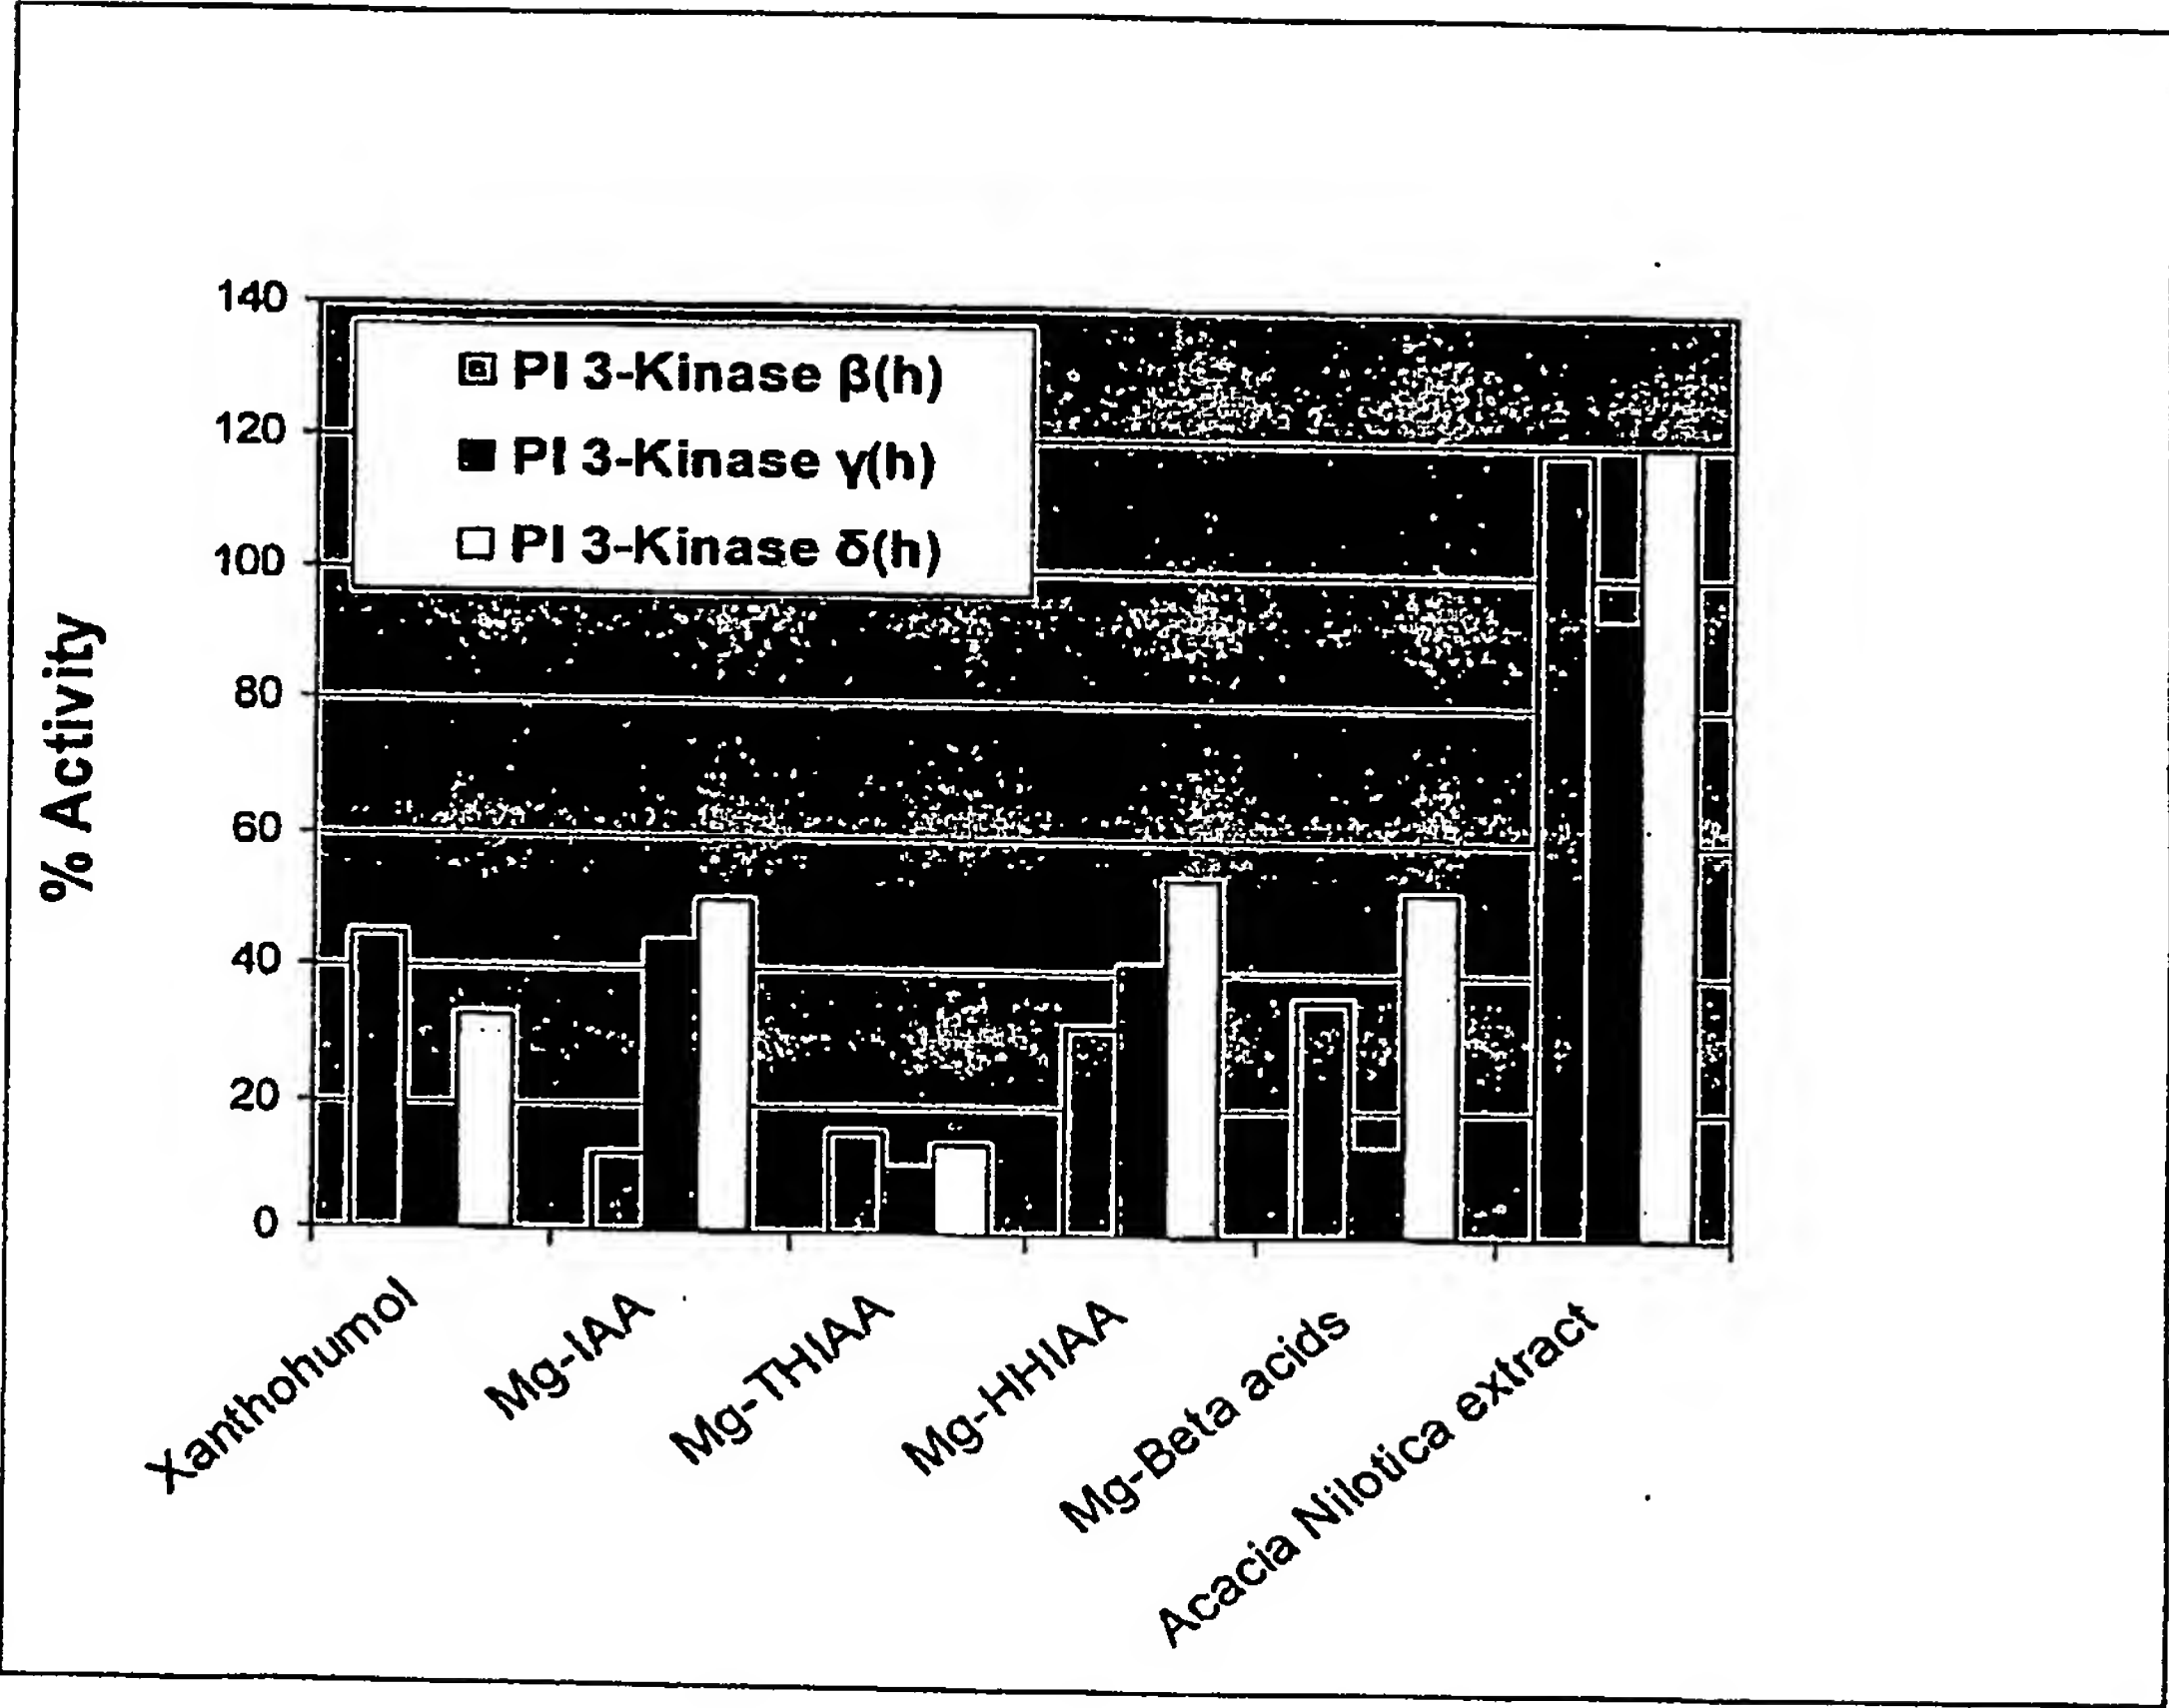 140
120
100
80
60
40
20
0
% Activity
PI 3-Kinase β(h)
PI 3-Kinase γ(h)
PI 3-Kinase δ(h)
Xanthohumol
Mg-IAA
Mg-THIAA
Mg-HHIAA
Mg-Beta acids
Acacia Nilotica extract